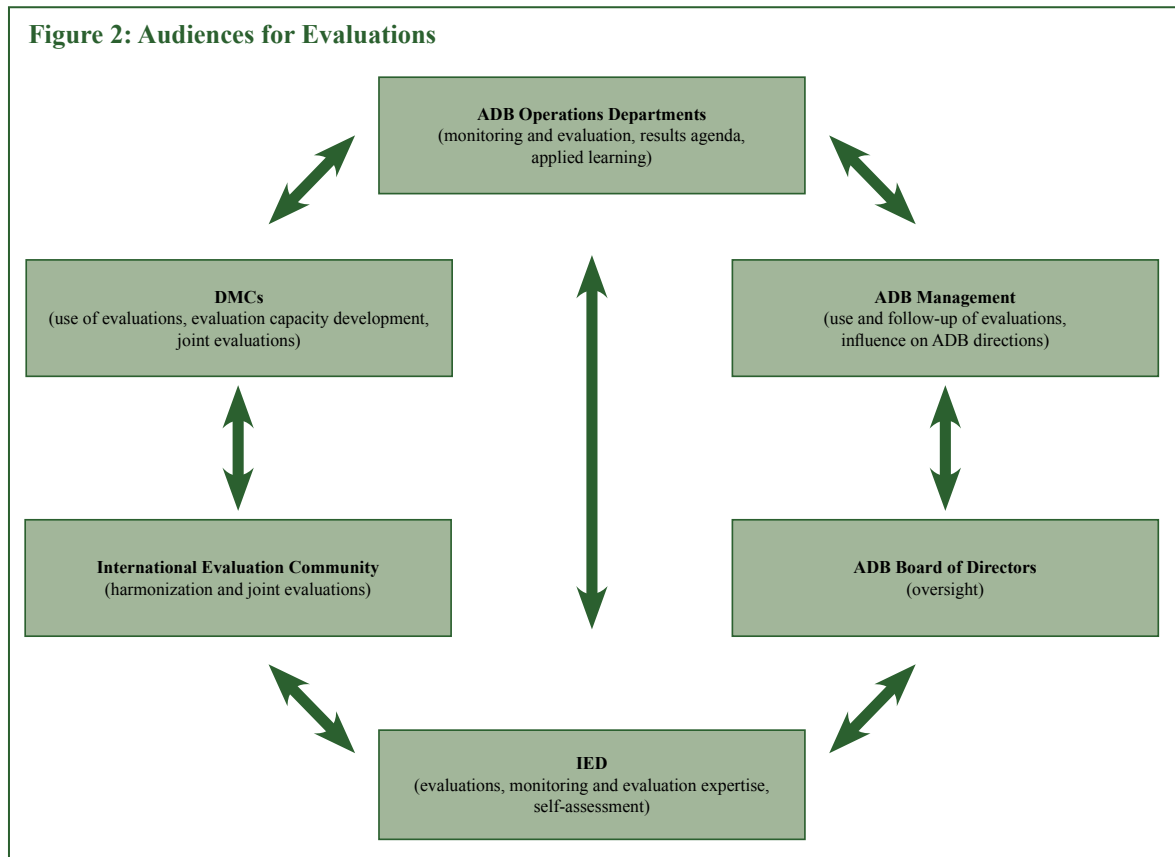 Figure 2: Audiences for Evaluations
ADB Operations Departments
(monitoring and evaluation, results agenda,
applied learning)
DMCs
(use of evaluations, evaluation capacity development,
joint evaluations)
ADB Management
(use and follow-up of evaluations,
influence on ADB directions)
International Evaluation Community
(harmonization and joint evaluations)
ADB Board of Directors
(oversight)
IED
(evaluations, monitoring and evaluation expertise,
self-assessment)